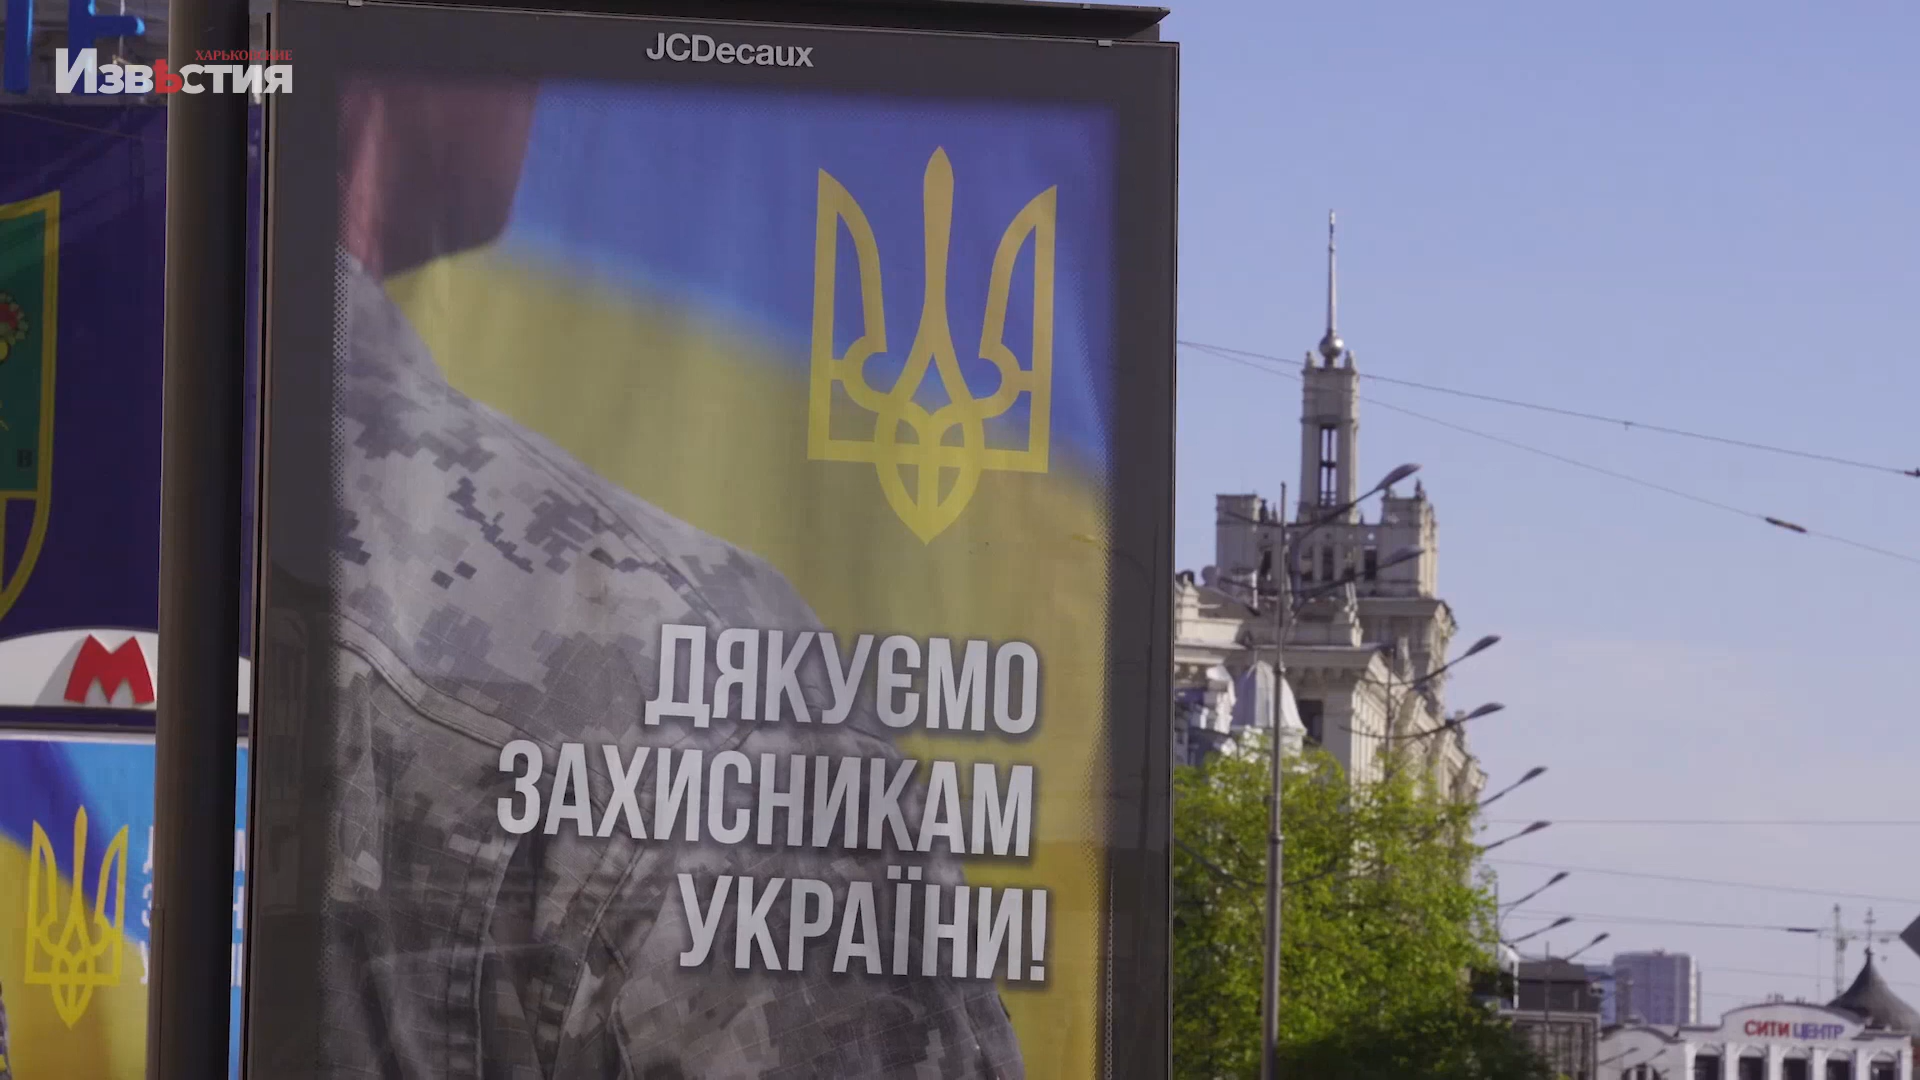 ХАРЬКОВСКИЕ
ИЗВѢСТИЯ
JCDecaux
ДЯКУЄМО
ЗАХИСНИКАМ
УКРАЇНИ!
М
СИТИ ЦЕНТР